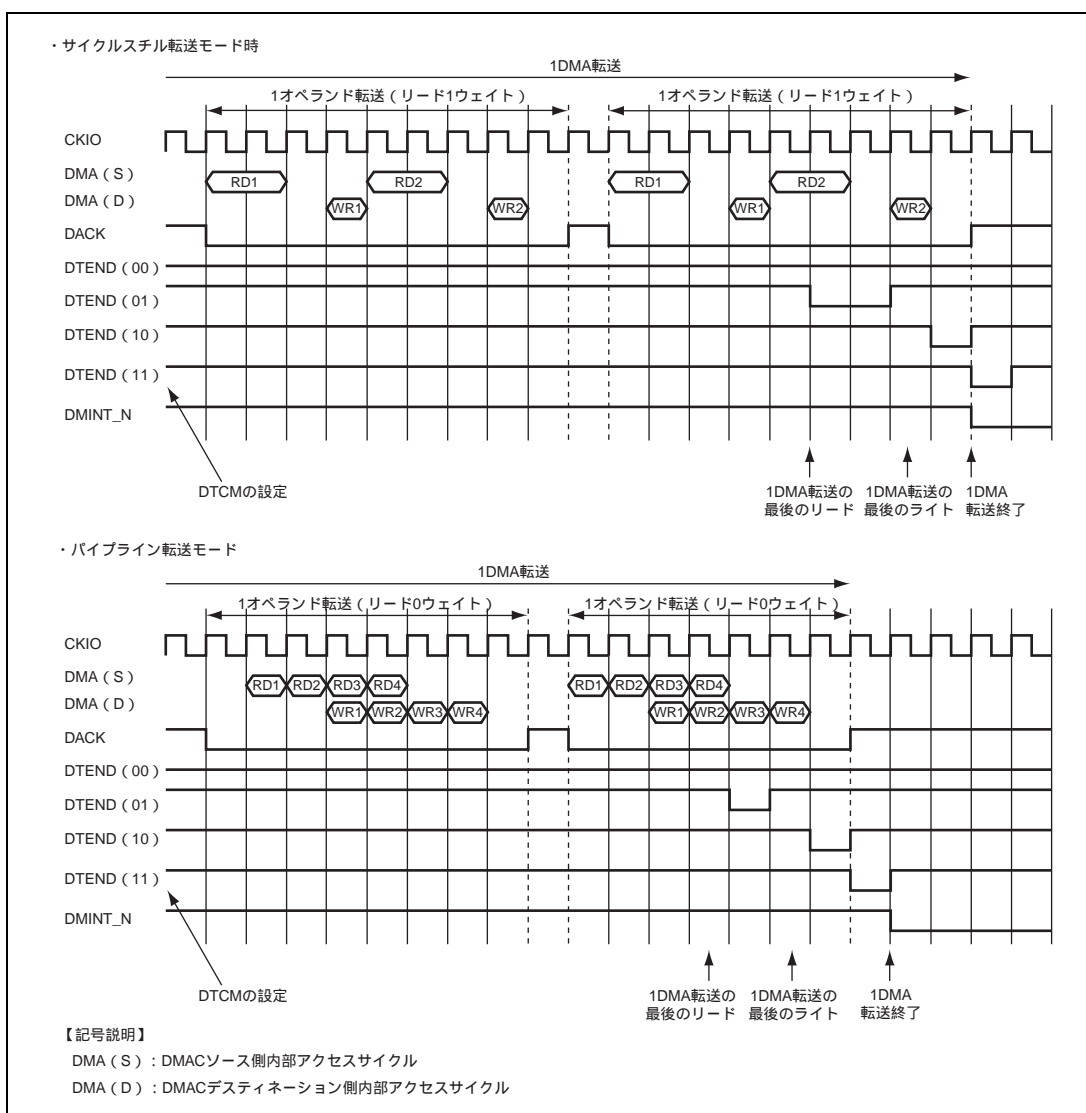 ・サイクルスチル転送モード時
1DMA転送
1オペランド転送（リード1ウェイト）
1オペランド転送（リード1ウェイト）
CKIO
DMA（S）
RD1
RD2
RD1
RD2
DMA（D）
WR1
WR2
WR1
WR2
DACK
DTEND（00）
DTEND（01）
DTEND（10）
DTEND（11）
DMINT_N
DTCMの設定
1DMA転送の
最後のリード
1DMA転送の
最後のライト
1DMA
転送終了
・パイプライン転送モード
1DMA転送
1オペランド転送（リード0ウェイト）
1オペランド転送（リード0ウェイト）
CKIO
DMA（S）
RD1
RD2
RD3
RD4
RD1
RD2
RD3
RD4
DMA（D）
WR1
WR2
WR3
WR4
WR1
WR2
WR3
WR4
DACK
DTEND（00）
DTEND（01）
DTEND（10）
DTEND（11）
DMINT_N
DTCMの設定
1DMA転送の
最後のリード
1DMA転送の
最後のライト
1DMA
転送終了
【記号説明】
DMA（S）：DMACソース側内部アクセスサイクル
DMA（D）：DMACデスティネーション側内部アクセスサイクル